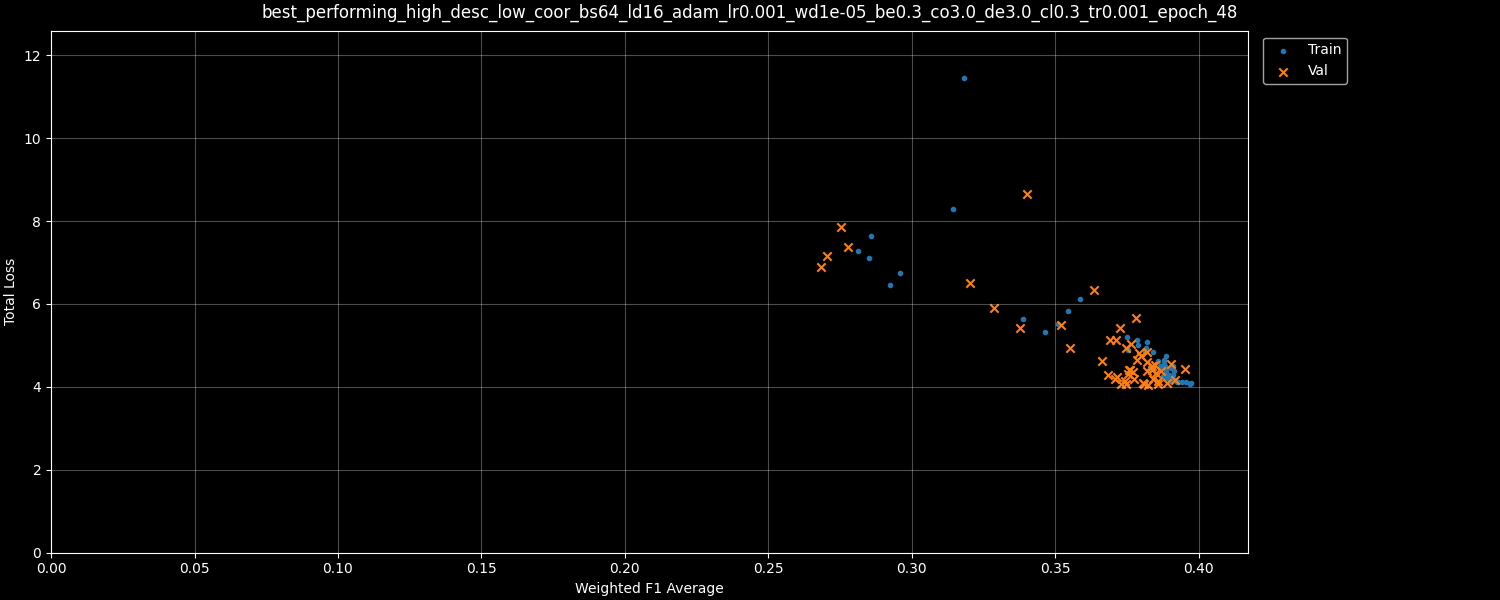 best_performing_high_desc_low_coor_bs64_ld16_adam_lr0.001_wd1e-05_be0.3_co3.0_de3.0_cl0.3_tr0.001_epoch_48
Train
Val
Total Loss
12
10
8
6
4
2
0
0.00 0.05 0.10 0.15 0.20 0.25 0.30 0.35 0.40
Weighted F1 Average